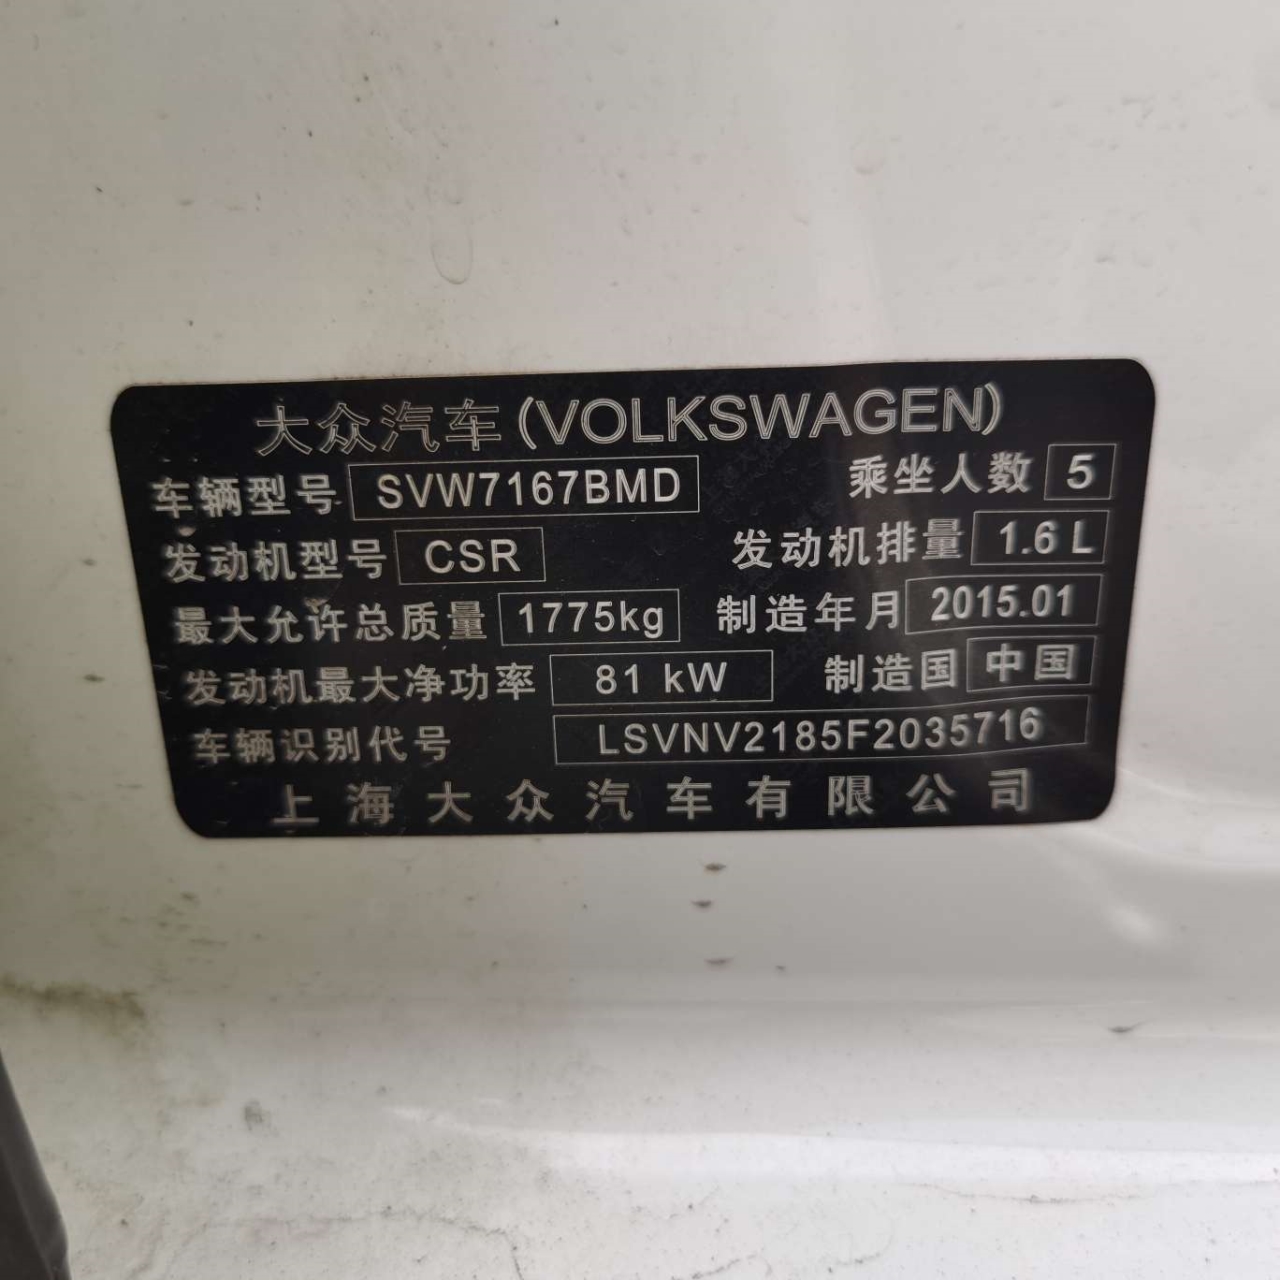 大众汽车(VOLKSWAGEN)
车辆型号 SVW7167BMD 乘坐人数 5
发动机型号 CSR 发动机排量 1.6 L
最大允许总质量 1775kg 制造年月 2015.01
发动机最大净功率 81 kW 制造国 中国
车辆识别代号 LSVNV2185F2035716
上海大众汽车有限公司